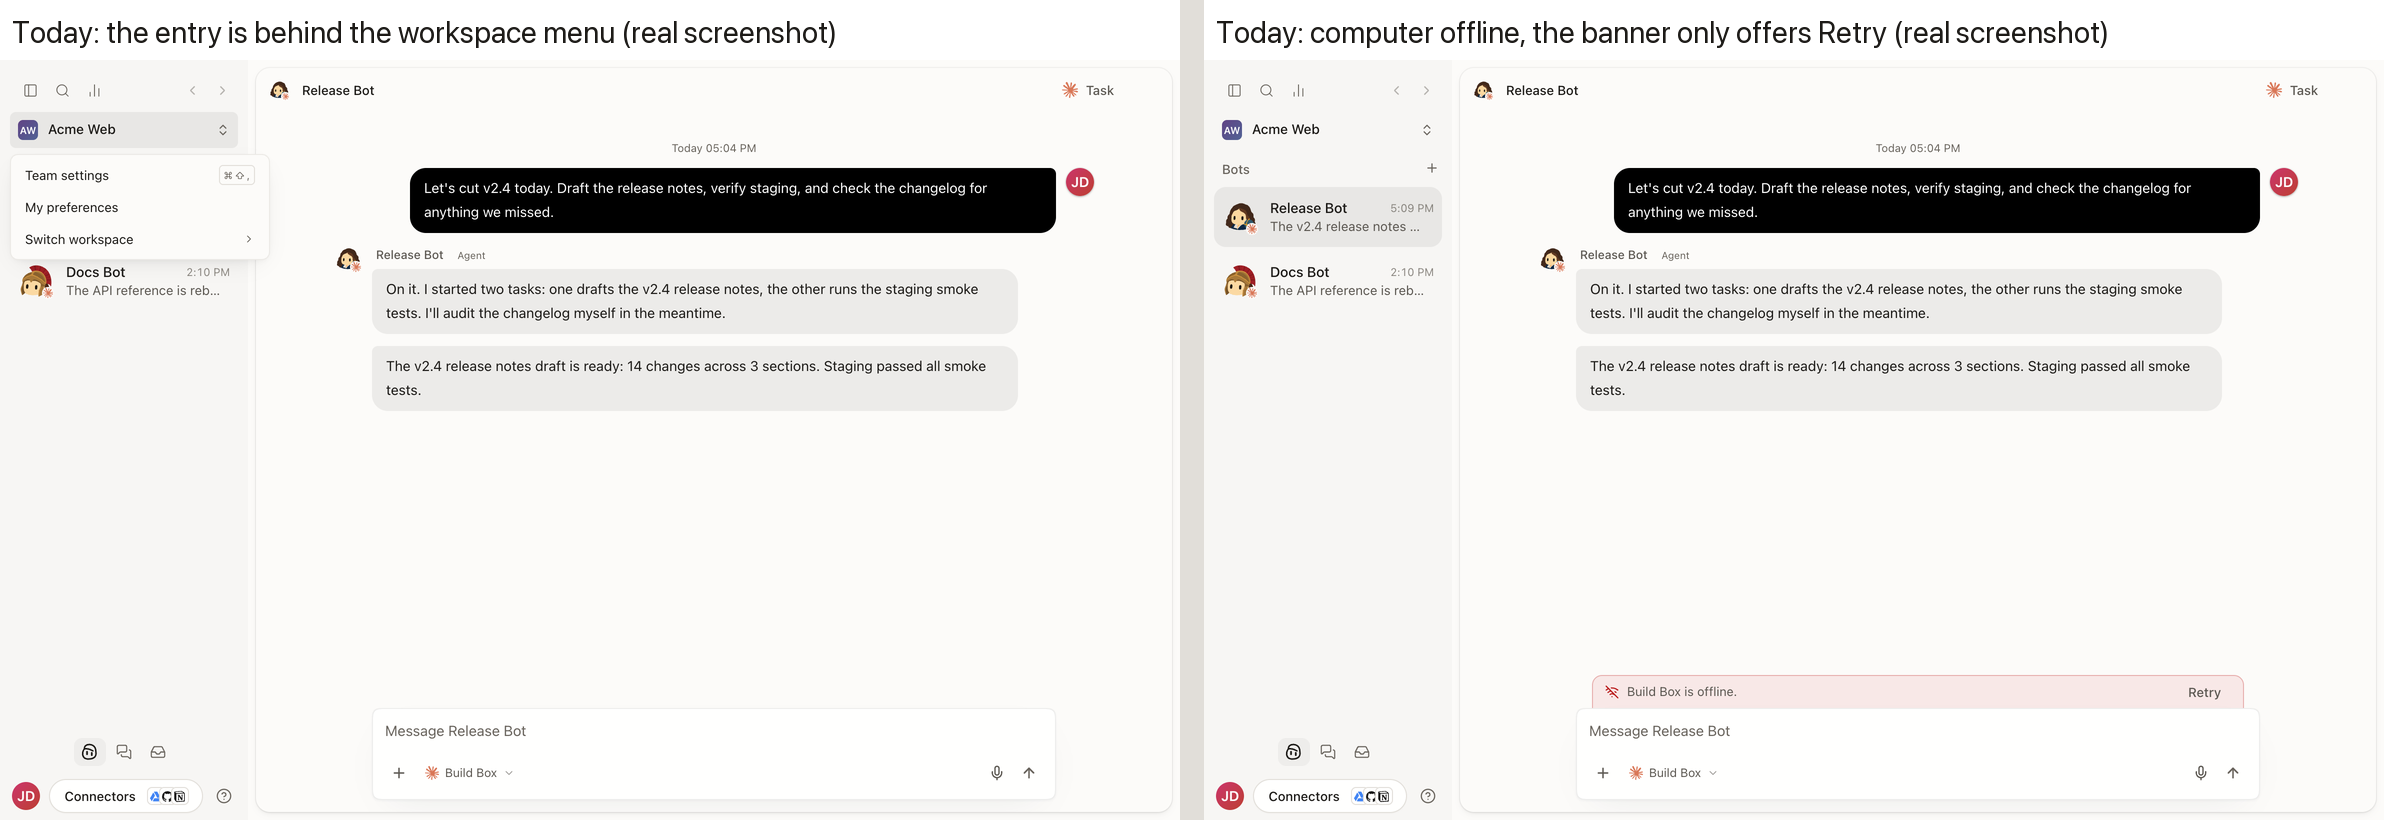 Today: the entry is behind the workspace menu (real screenshot)
Release Bot
Task
AW Acme Web
Team settings ⌘⇧,
My preferences
Switch workspace
Docs Bot 2:10 PM
The API reference is reb...
Today 05:04 PM
Let's cut v2.4 today. Draft the release notes, verify staging, and check the changelog for
anything we missed.
JD
Release Bot Agent
On it. I started two tasks: one drafts the v2.4 release notes, the other runs the staging smoke
tests. I'll audit the changelog myself in the meantime.
The v2.4 release notes draft is ready: 14 changes across 3 sections. Staging passed all smoke
tests.
Message Release Bot
Build Box
JD Connectors
Today: computer offline, the banner only offers Retry (real screenshot)
Release Bot
Task
AW Acme Web
Bots
Release Bot 5:09 PM
The v2.4 release notes ...
Docs Bot 2:10 PM
The API reference is reb...
Today 05:04 PM
Let's cut v2.4 today. Draft the release notes, verify staging, and check the changelog for
anything we missed.
JD
Release Bot Agent
On it. I started two tasks: one drafts the v2.4 release notes, the other runs the staging smoke
tests. I'll audit the changelog myself in the meantime.
The v2.4 release notes draft is ready: 14 changes across 3 sections. Staging passed all smoke
tests.
Build Box is offline. Retry
Message Release Bot
Build Box
JD Connectors